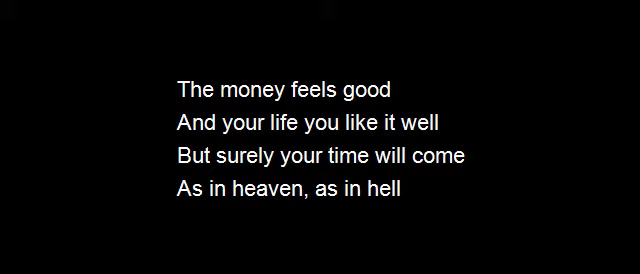 The money feels good
And your life you like it well
But surely your time will come
As in heaven, as in hell